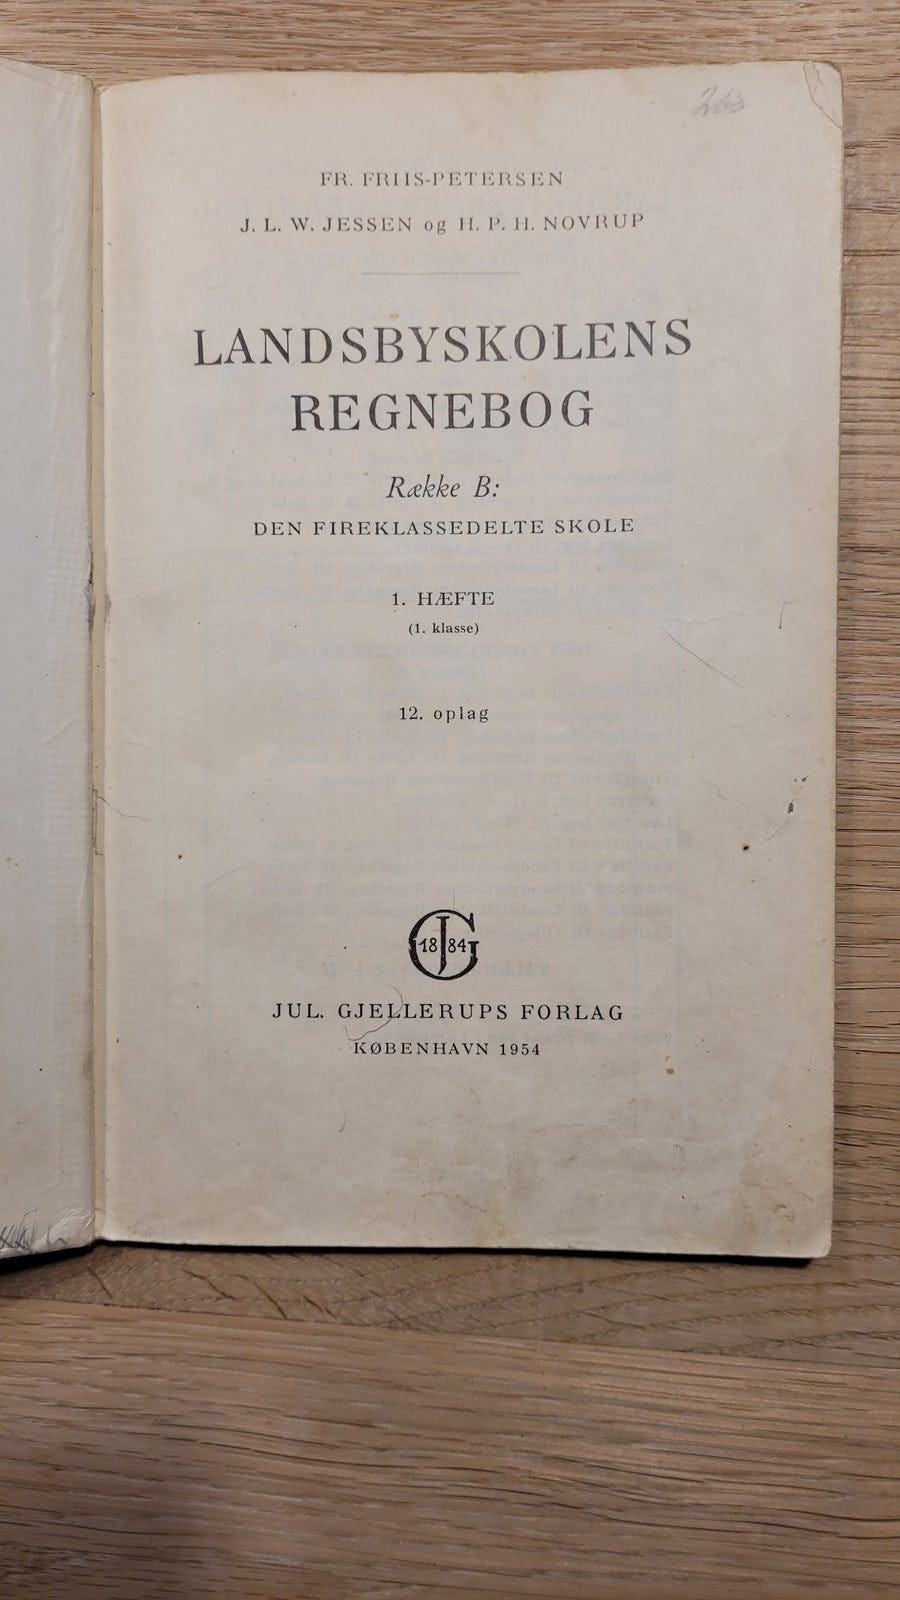 FR. FRIIS-PETERSEN
J. L. W. JESSEN og H. P. H. NOVRUP
LANDSBYSKOLENS
REGNEBOG
Række B:
DEN FIREKLASSEDELTE SKOLE
1. HÆFTE
(1. klasse)
12. oplag
18 JG 84
JUL. GJELLERUPS FORLAG
KØBENHAVN 1954